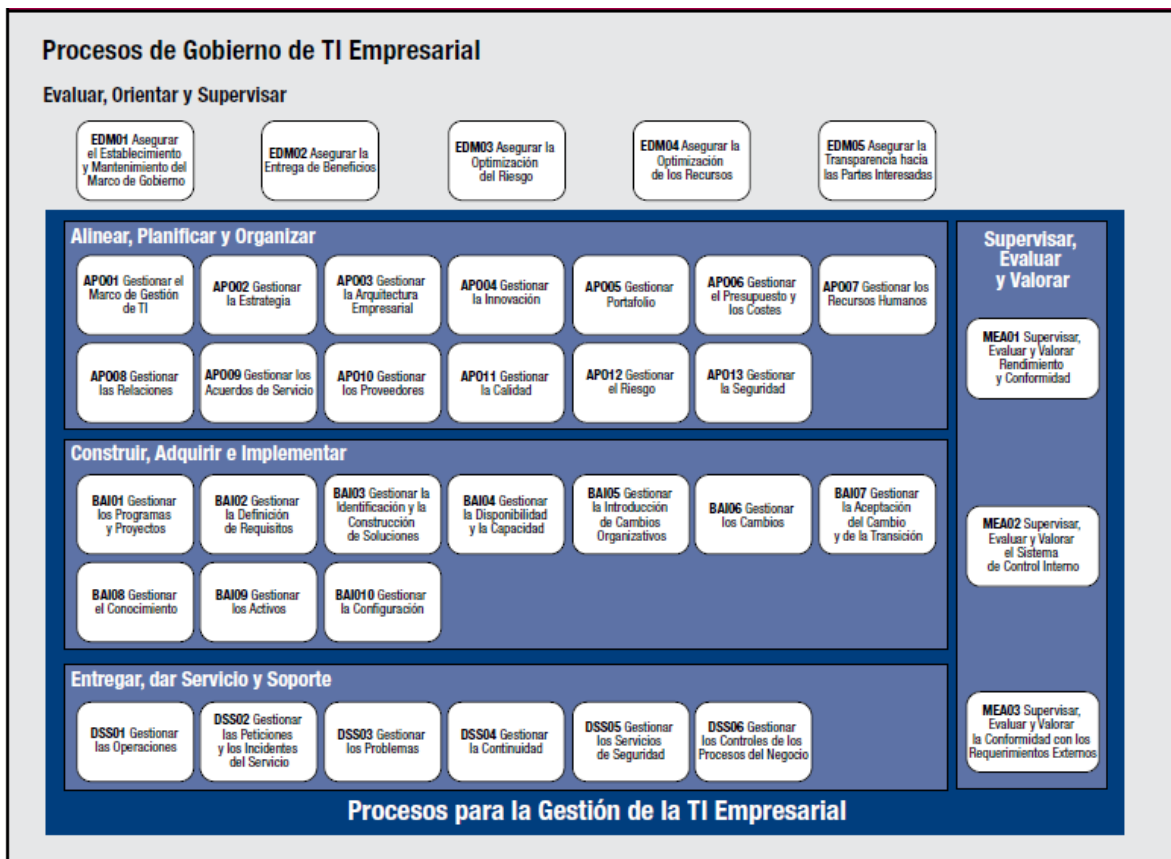 Procesos de Gobierno de TI Empresarial
Evaluar, Orientar y Supervisar
EDM01 Asegurar
el Establecimiento
y Mantenimiento del
Marco de Gobierno
EDM02 Asegurar la
Entrega de Beneficios
EDM03 Asegurar la
Optimización
del Riesgo
EDM04 Asegurar la
Optimización
de los Recursos
EDM05 Asegurar la
Transparencia hacia
las Partes Interesadas
Alinear, Planificar y Organizar
APO01 Gestionar el
Marco de Gestión
de TI
APO02 Gestionar
la Estrategia
APO03 Gestionar
la Arquitectura
Empresarial
APO04 Gestionar
la Innovación
APO05 Gestionar
Portafolio
APO06 Gestionar
el Presupuesto y
los Costes
APO07 Gestionar los
Recursos Humanos
APO08 Gestionar
las Relaciones
APO09 Gestionar los
Acuerdos de Servicio
APO10 Gestionar
los Proveedores
APO11 Gestionar
la Calidad
APO12 Gestionar
el Riesgo
APO13 Gestionar
la Seguridad
Construir, Adquirir e Implementar
BAI01 Gestionar
los Programas
y Proyectos
BAI02 Gestionar
la Definición
de Requisitos
BAI03 Gestionar la
Identificación y la
Construcción
de Soluciones
BAI04 Gestionar
la Disponibilidad
y la Capacidad
BAI05 Gestionar
la Introducción
de Cambios
Organizativos
BAI06 Gestionar
los Cambios
BAI07 Gestionar
la Aceptación
del Cambio
y de la Transición
BAI08 Gestionar
el Conocimiento
BAI09 Gestionar
los Activos
BAI010 Gestionar
la Configuración
Entregar, dar Servicio y Soporte
DSS01 Gestionar
las Operaciones
DSS02 Gestionar
las Peticiones
y los Incidentes
del Servicio
DSS03 Gestionar
los Problemas
DSS04 Gestionar
la Continuidad
DSS05 Gestionar
los Servicios
de Seguridad
DSS06 Gestionar
los Controles de los
Procesos del Negocio
Supervisar,
Evaluar
y Valorar
MEA01 Supervisar,
Evaluar y Valorar
Rendimiento
y Conformidad
MEA02 Supervisar,
Evaluar y Valorar
el Sistema
de Control Interno
MEA03 Supervisar,
Evaluar y Valorar
la Conformidad con los
Requerimientos Externos
Procesos para la Gestión de la TI Empresarial